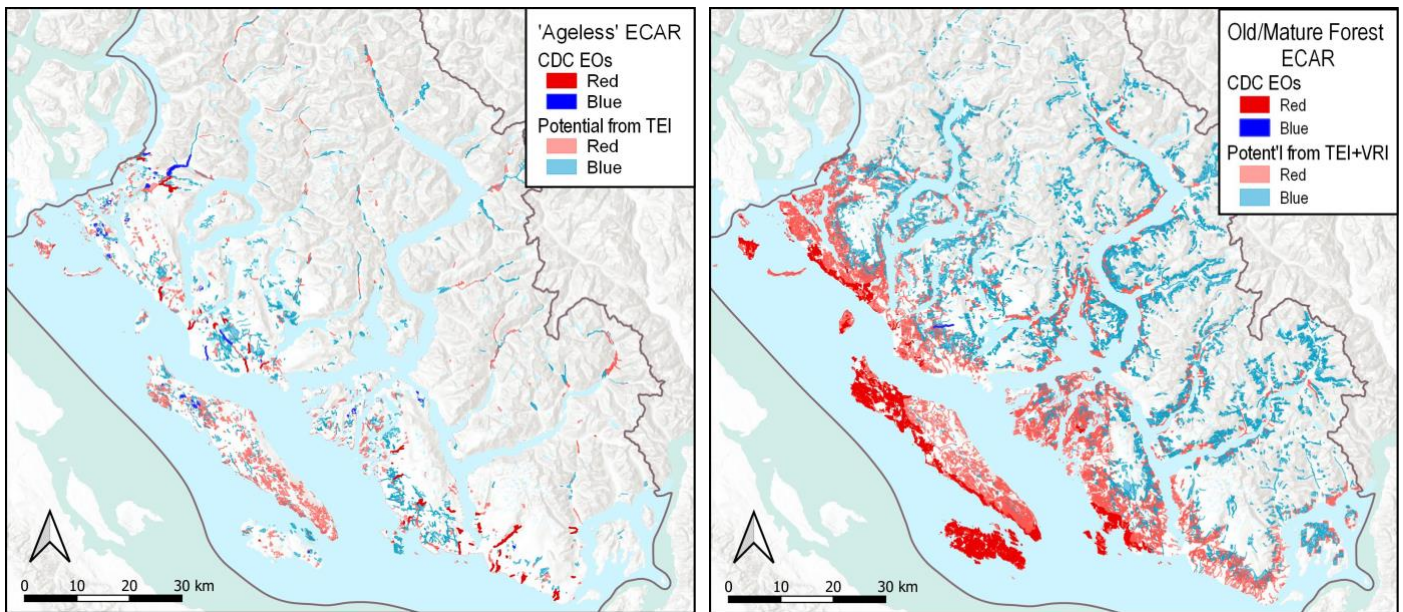 'Ageless' ECAR
CDC EOs
Red
Blue
Potential from TEI
Red
Blue
0 10 20 30 km
Old/Mature Forest
ECAR
CDC EOs
Red
Blue
Potent'l from TEI+VRI
Red
Blue
0 10 20 30 km